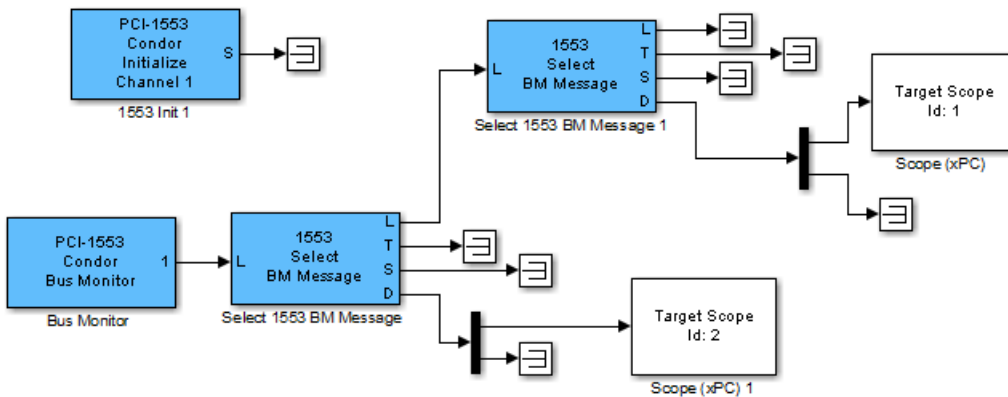 PCI-1553
Condor
Initialize
Channel 1
S
1553 Init 1
L
1553
Select
BM Message
L
T
S
D
Select 1553 BM Message 1
Target Scope
Id: 1
Scope (xPC)
PCI-1553
Condor
Bus Monitor
1
Bus Monitor
L
1553
Select
BM Message
L
T
S
D
Select 1553 BM Message
Target Scope
Id: 2
Scope (xPC) 1